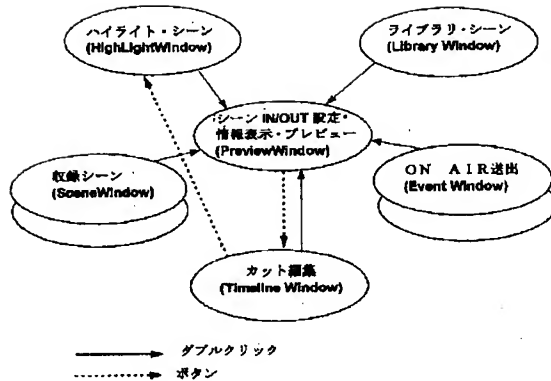 ハイライト・シーン
(HighLightWindow)
ライブラリ・シーン
(Library Window)
シーン IN/OUT 設定・
情報表示・プレビュー
(PreviewWindow)
収録シーン
(SceneWindow)
ON AIR送出
(Event Window)
カット編集
(Timeline Window)
ダブルクリック
ボタン